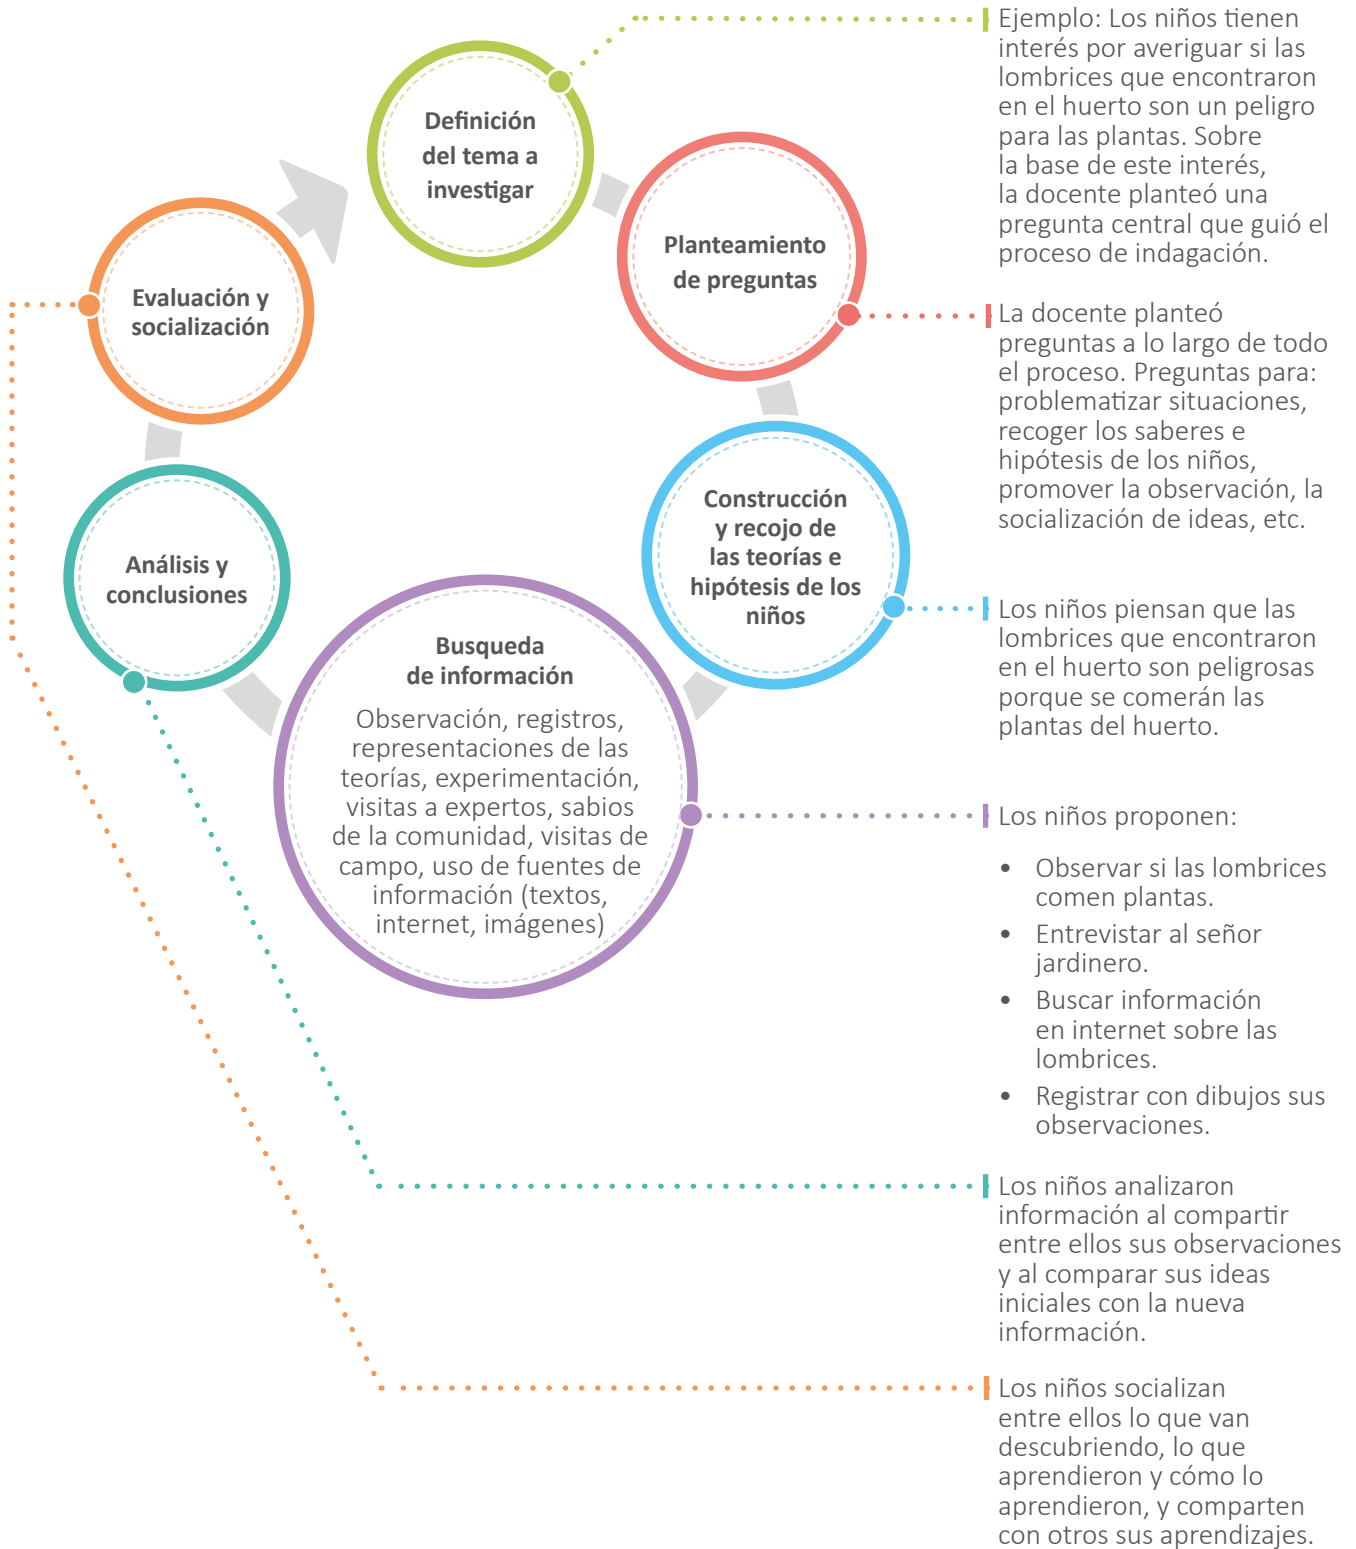 Definición
del tema a
investigar
Ejemplo: Los niños tienen
interés por averiguar si las
lombrices que encontraron
en el huerto son un peligro
para las plantas. Sobre
la base de este interés,
la docente planteó una
pregunta central que guió el
proceso de indagación.
Planteamiento
de preguntas
La docente planteó
preguntas a lo largo de todo
el proceso. Preguntas para:
problematizar situaciones,
recoger los saberes e
hipótesis de los niños,
promover la observación, la
socialización de ideas, etc.
Construcción
y recojo de
las teorías e
hipótesis de los
niños
Los niños piensan que las
lombrices que encontraron
en el huerto son peligrosas
porque se comerán las
plantas del huerto.
Busqueda
de información
Observación, registros,
representaciones de las
teorías, experimentación,
visitas a expertos, sabios
de la comunidad, visitas de
campo, uso de fuentes de
información (textos,
internet, imágenes)
Los niños proponen:
• Observar si las lombrices
comen plantas.
• Entrevistar al señor
jardinero.
• Buscar información
en internet sobre las
lombrices.
• Registrar con dibujos sus
observaciones.
Análisis y
conclusiones
Los niños analizaron
información al compartir
entre ellos sus observaciones
y al comparar sus ideas
iniciales con la nueva
información.
Evaluación y
socialización
Los niños socializan
entre ellos lo que van
descubriendo, lo que
aprendieron y cómo lo
aprendieron, y comparten
con otros sus aprendizajes.